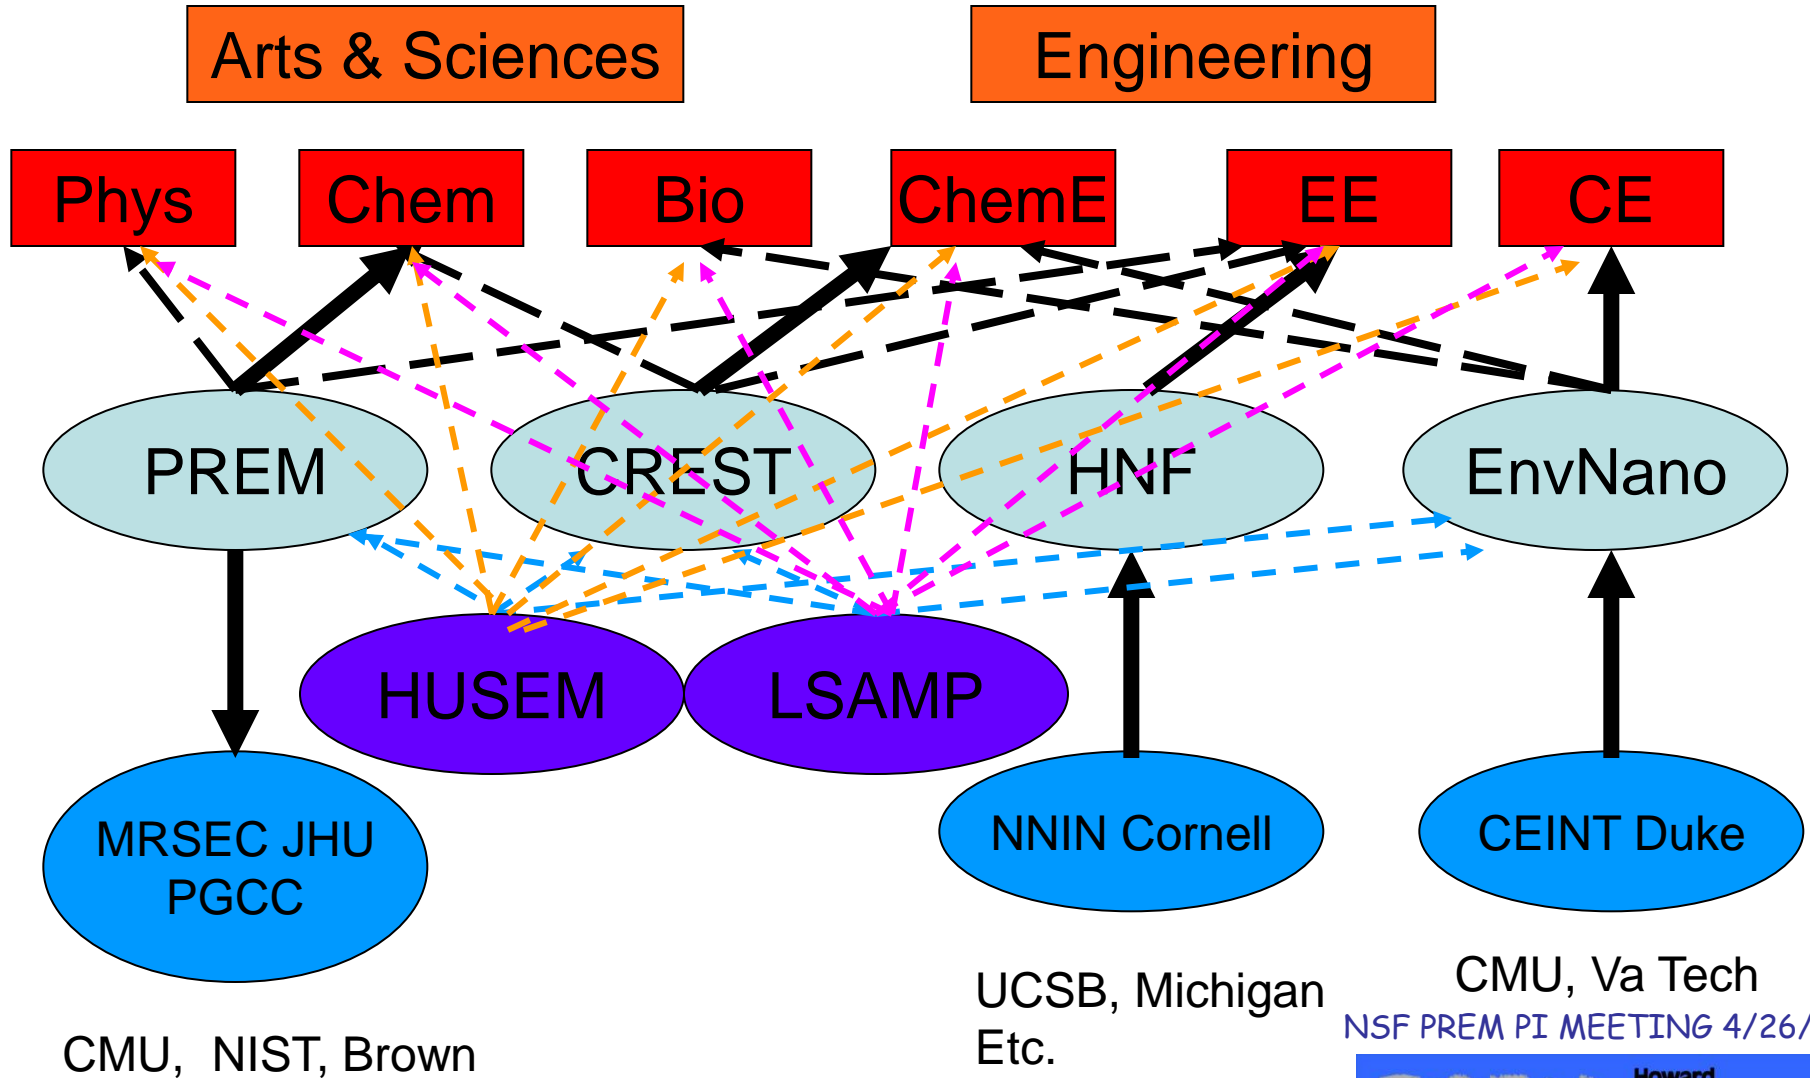 Arts & Sciences
Engineering
Phys
Chem
Bio
ChemE
EE
CE
PREM
CREST
HNF
EnvNano
HUSEM
LSAMP
MRSEC JHU
PGCC
NNIN Cornell
CEINT Duke
CMU, NIST, Brown
UCSB, Michigan
Etc.
CMU, Va Tech
NSF PREM PI MEETING 4/26/
Howard